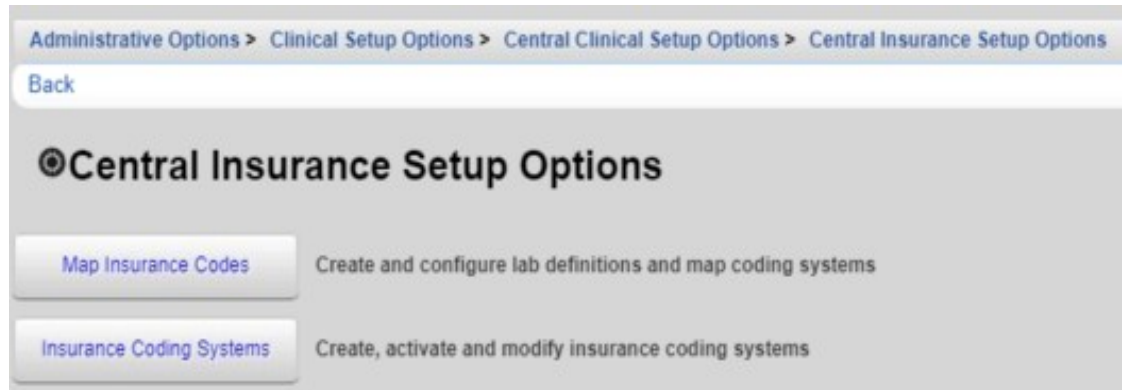 Administrative Options > Clinical Setup Options > Central Clinical Setup Options > Central Insurance Setup Options
Back
Central Insurance Setup Options
Map Insurance Codes Create and configure lab definitions and map coding systems
Insurance Coding Systems Create, activate and modify insurance coding systems